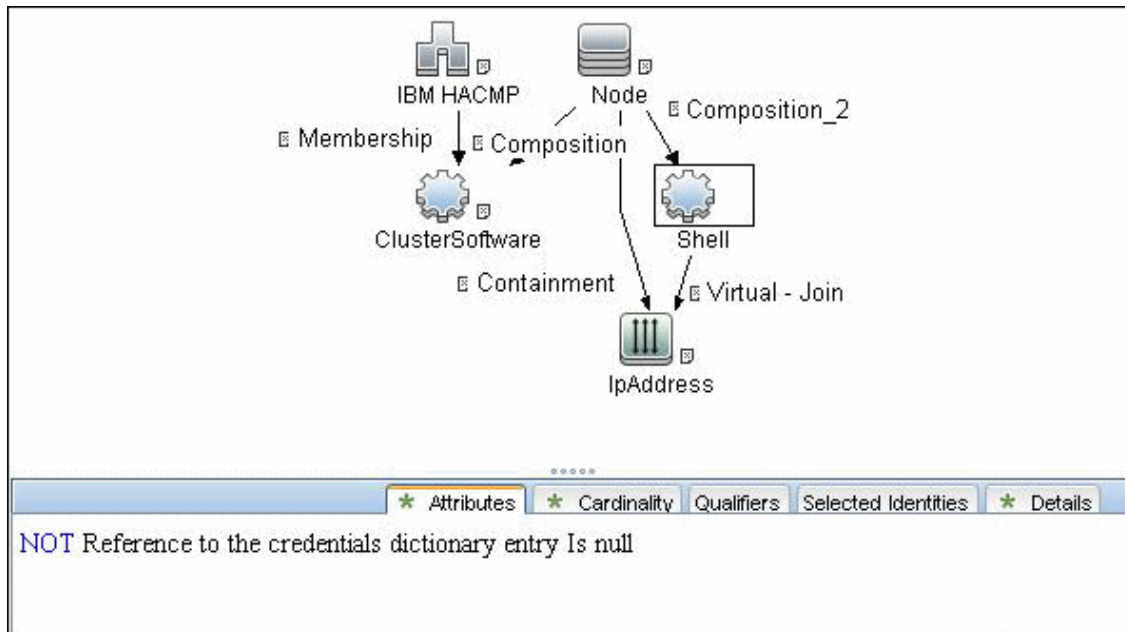 IBM HACMP
Node
Composition_2
Membership
Composition
ClusterSoftware
Shell
Containment
Virtual - Join
IpAddress
Attributes
Cardinality
Qualifiers
Selected Identities
Details
NOT Reference to the credentials dictionary entry Is null